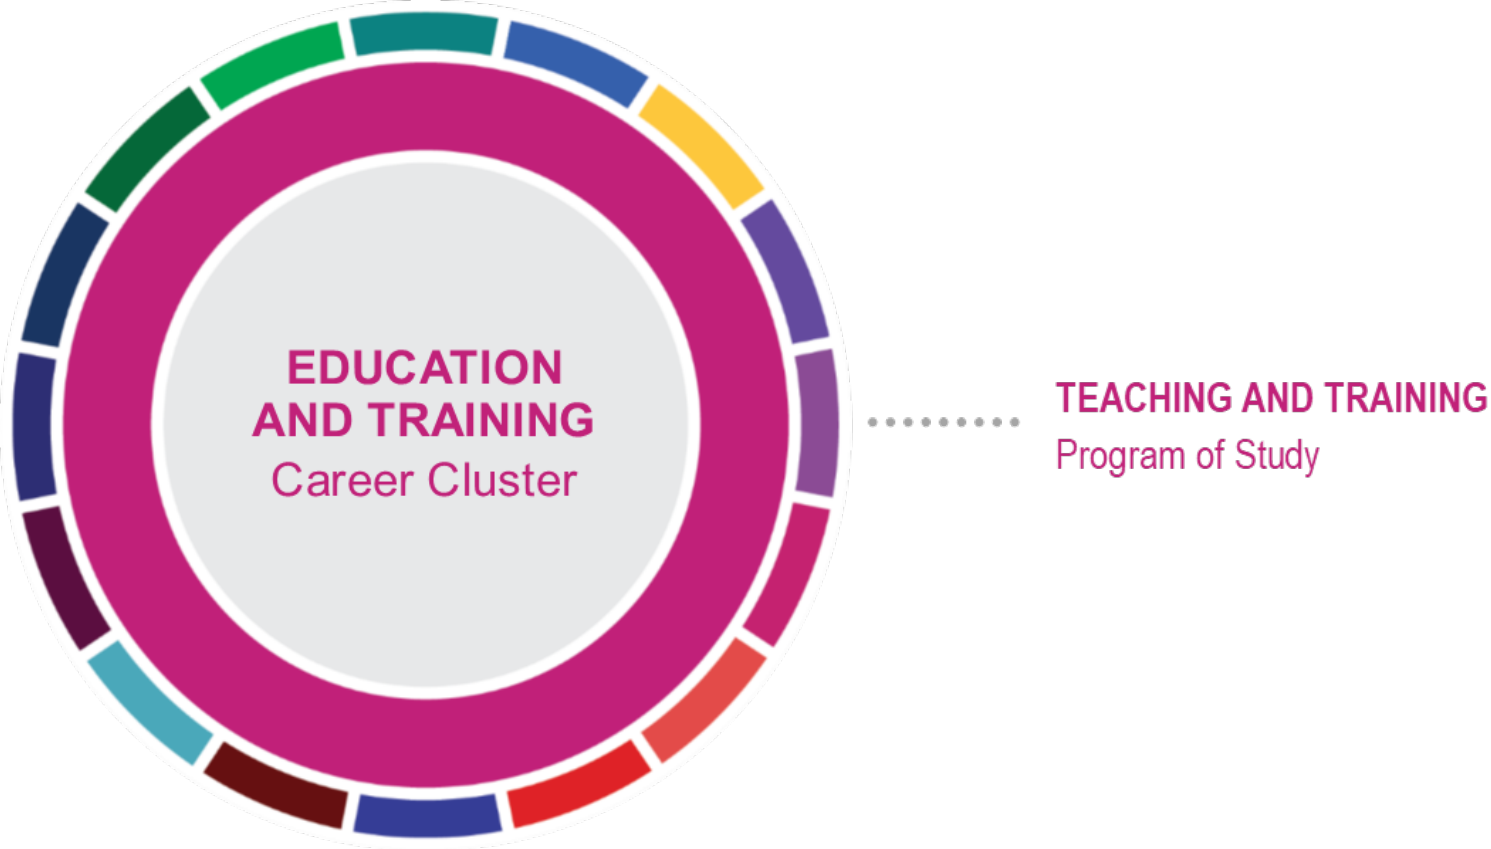 EDUCATION
AND TRAINING
Career Cluster
TEACHING AND TRAINING
Program of Study